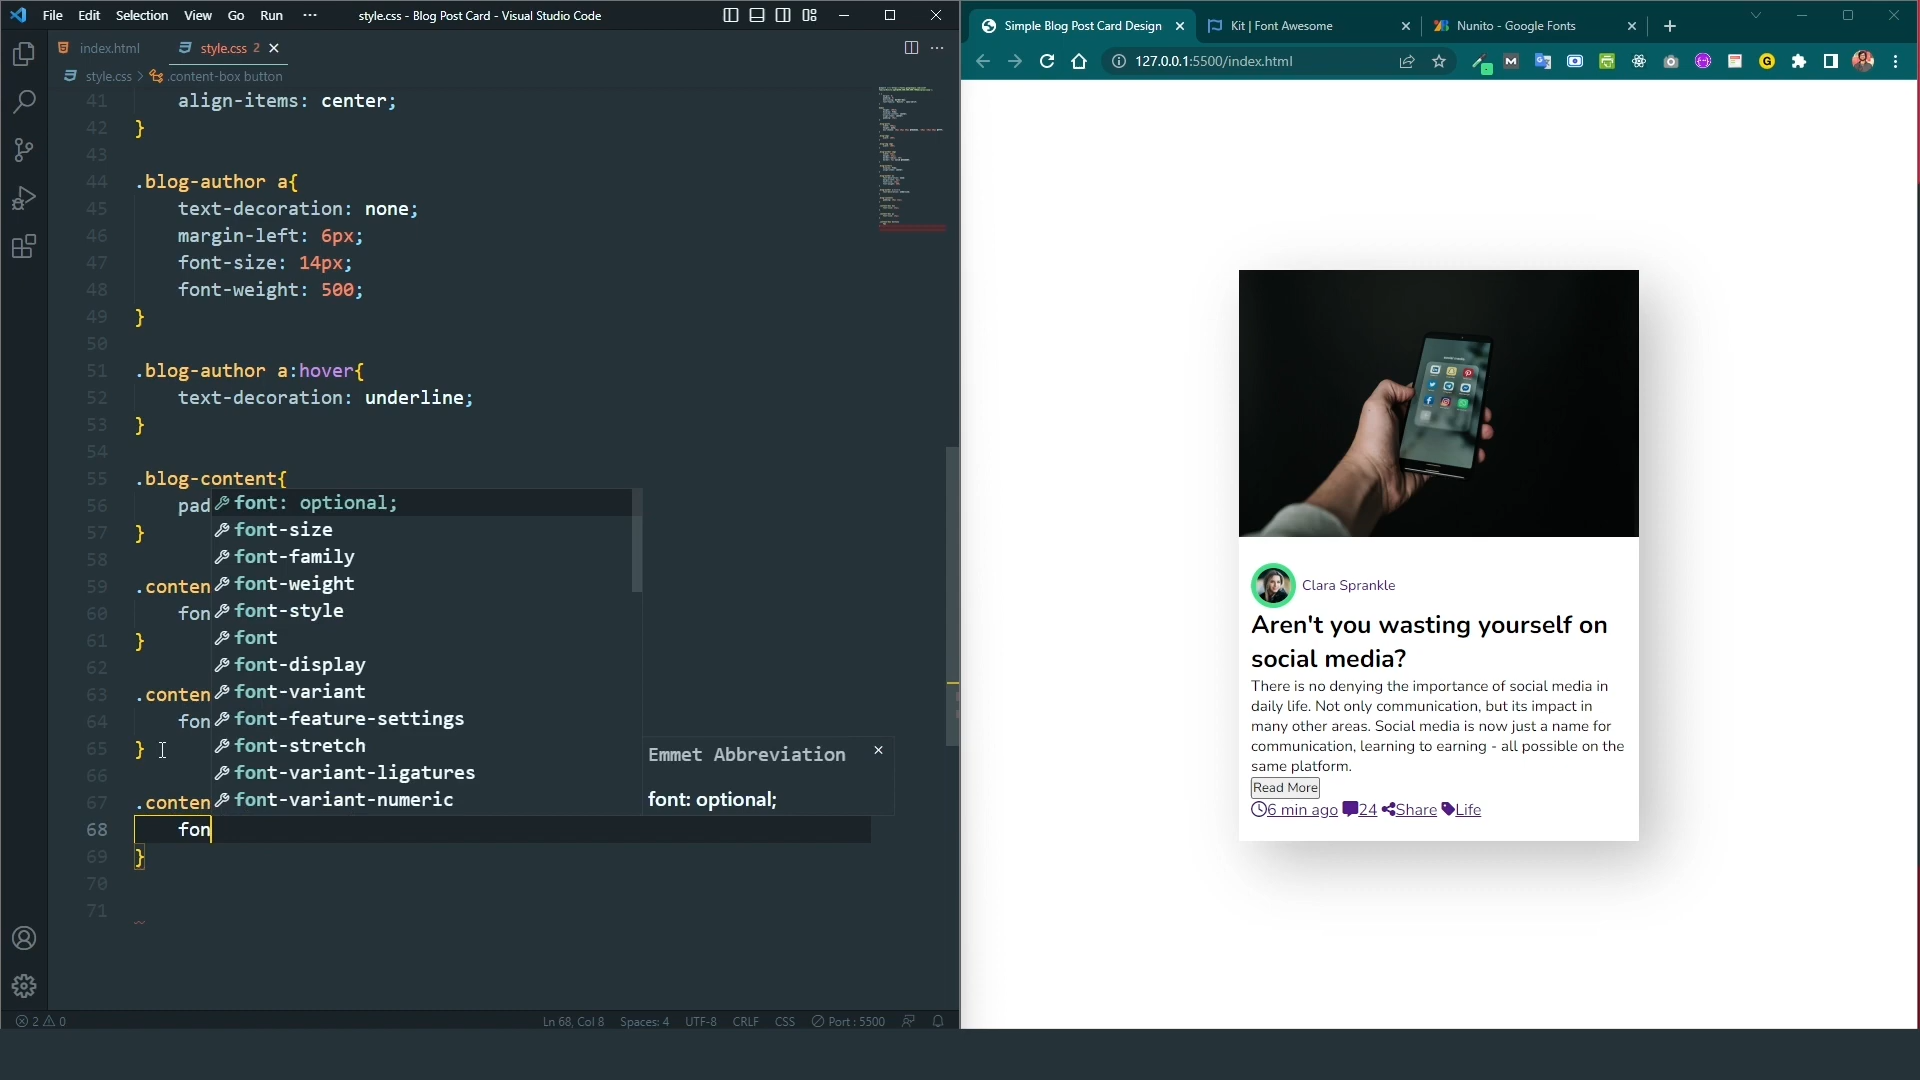 File Edit Selection View Go Run ··· style.css - Blog Post Card - Visual Studio Code
index.html style.css 2
style.css > .content-box button
41 align-items: center;
42 }
43
44 .blog-author a{
45 text-decoration: none;
46 margin-left: 6px;
47 font-size: 14px;
48 font-weight: 500;
49 }
50
51 .blog-author a:hover{
52 text-decoration: underline;
53 }
54
55 .blog-content{
56 pad
57 }
58
59 .conten
60 fon
61 }
62
63 .conten
64 fon
65 }
66
67 .conten
68 fon
69 }
70
71
font: optional;
font-size
font-family
font-weight
font-style
font
font-display
font-variant
font-feature-settings
font-stretch
font-variant-ligatures
font-variant-numeric
Emmet Abbreviation
font: optional;
2 0 Ln 68, Col 8 Spaces: 4 UTF-8 CRLF CSS Port : 5500
Simple Blog Post Card Design Kit | Font Awesome Nunito - Google Fonts
127.0.0.1:5500/index.html
Clara Sprankle
Aren't you wasting yourself on
social media?
There is no denying the importance of social media in
daily life. Not only communication, but its impact in
many other areas. Social media is now just a name for
communication, learning to earning - all possible on the
same platform.
Read More
6 min ago 24 Share Life